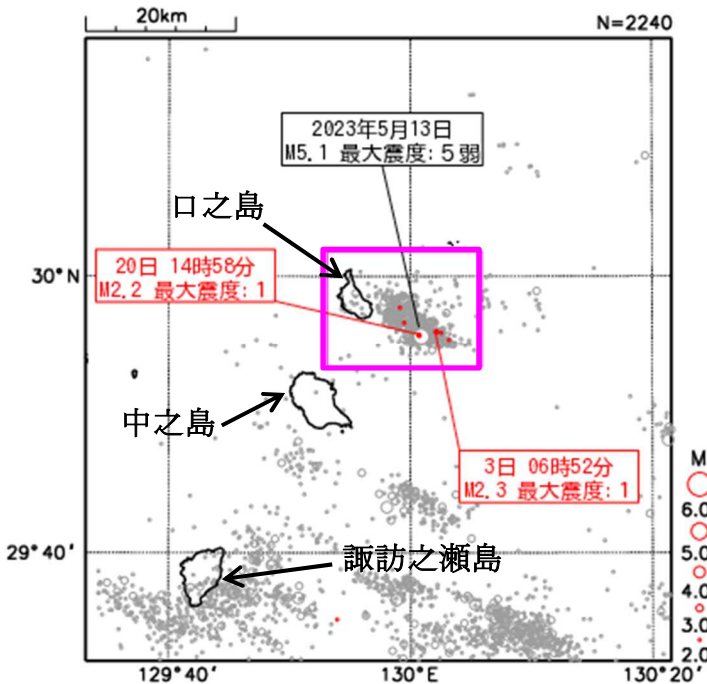 20km
N=2240
2023年5月13日
M5.1 最大震度:5弱
口之島
30°N
20日 14時58分
M2.2 最大震度:1
中之島
3日 06時52分
M2.3 最大震度:1
M
6.0
5.0
4.0
3.0
2.0
29°40′
諏訪之瀬島
129°40′
130°E
130°20′